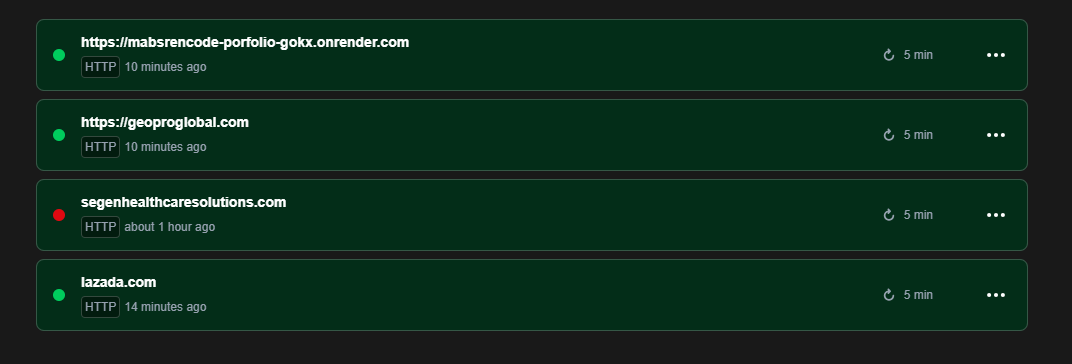 https://mabsrencode-porfolio-gokx.onrender.com
HTTP 10 minutes ago
5 min
https://geoproglobal.com
HTTP 10 minutes ago
5 min
segenhealthcaresolutions.com
HTTP about 1 hour ago
5 min
lazada.com
HTTP 14 minutes ago
5 min